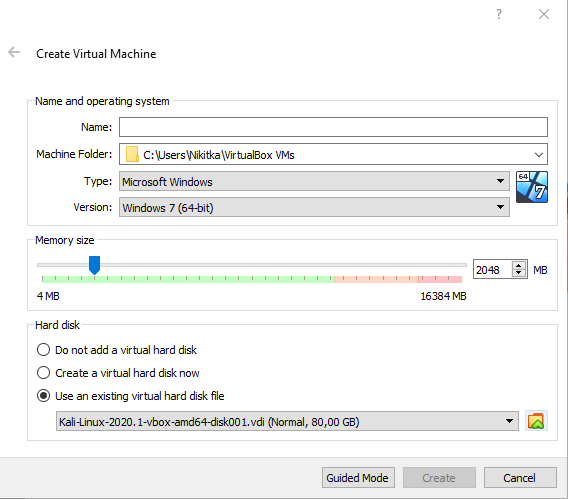 ?
Create Virtual Machine
Name and operating system
Name:
Machine Folder: C:\Users\Nikitka\VirtualBox VMs
Type: Microsoft Windows
64
7
Version: Windows 7 (64-bit)
Memory size
2048 MB
4 MB 16384 MB
Hard disk
Do not add a virtual hard disk
Create a virtual hard disk now
Use an existing virtual hard disk file
Kali-Linux-2020.1-vbox-amd64-disk001.vdi (Normal, 80,00 GB)
Guided Mode Create Cancel